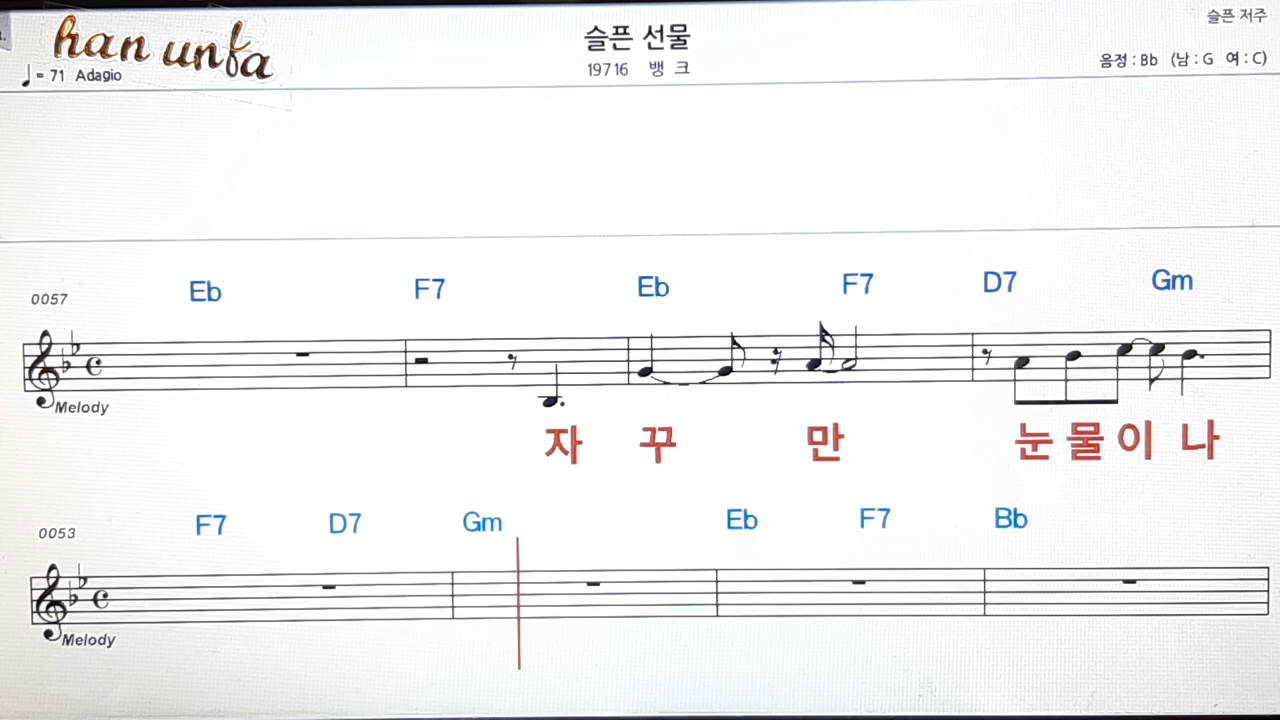 han unfa
슬픈 선물
슬픈 저주
♩= 71 Adagio
19716 뱅 크
음정 : Bb (남 : G 여 : C)
0057
Eb F7 Eb F7 D7 Gm
Melody
자 꾸 만 눈 물 이 나
0053
F7 D7 Gm Eb F7 Bb
Melody